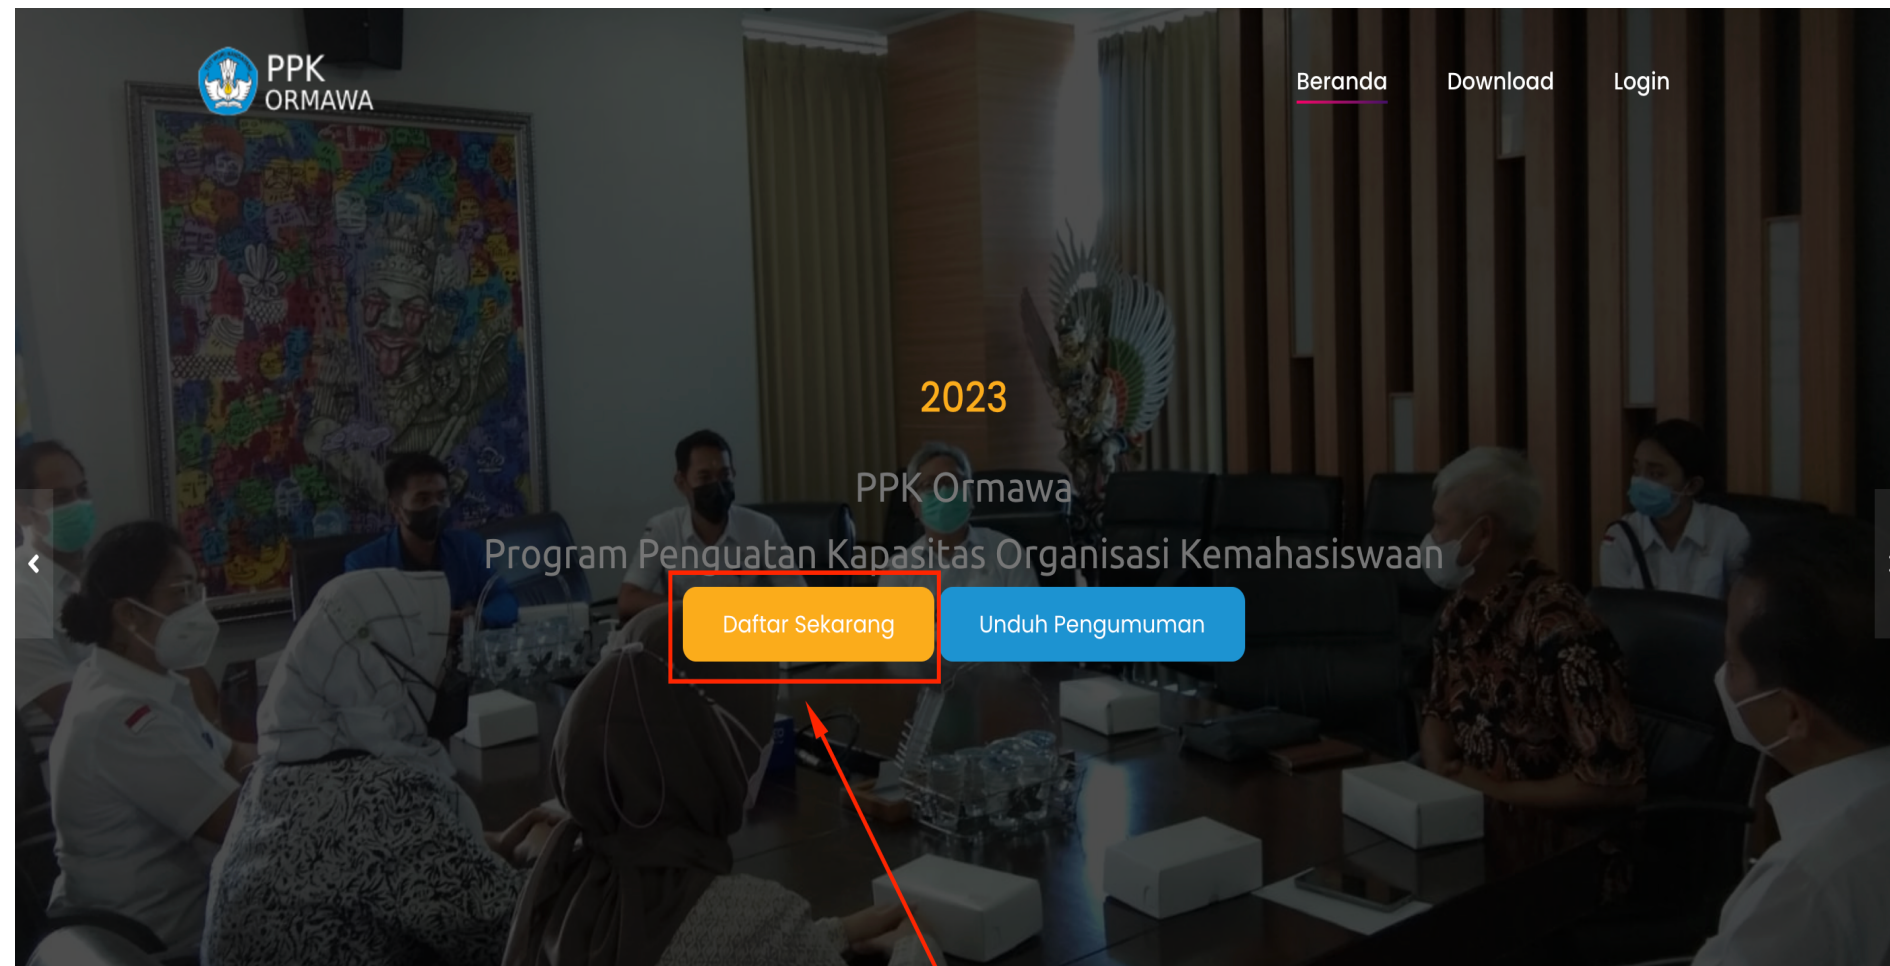 PPK
ORMAWA
Beranda
Download
Login
2023
PPK Ormawa
Program Penguatan Kapasitas Organisasi Kemahasiswaan
Daftar Sekarang
Unduh Pengumuman